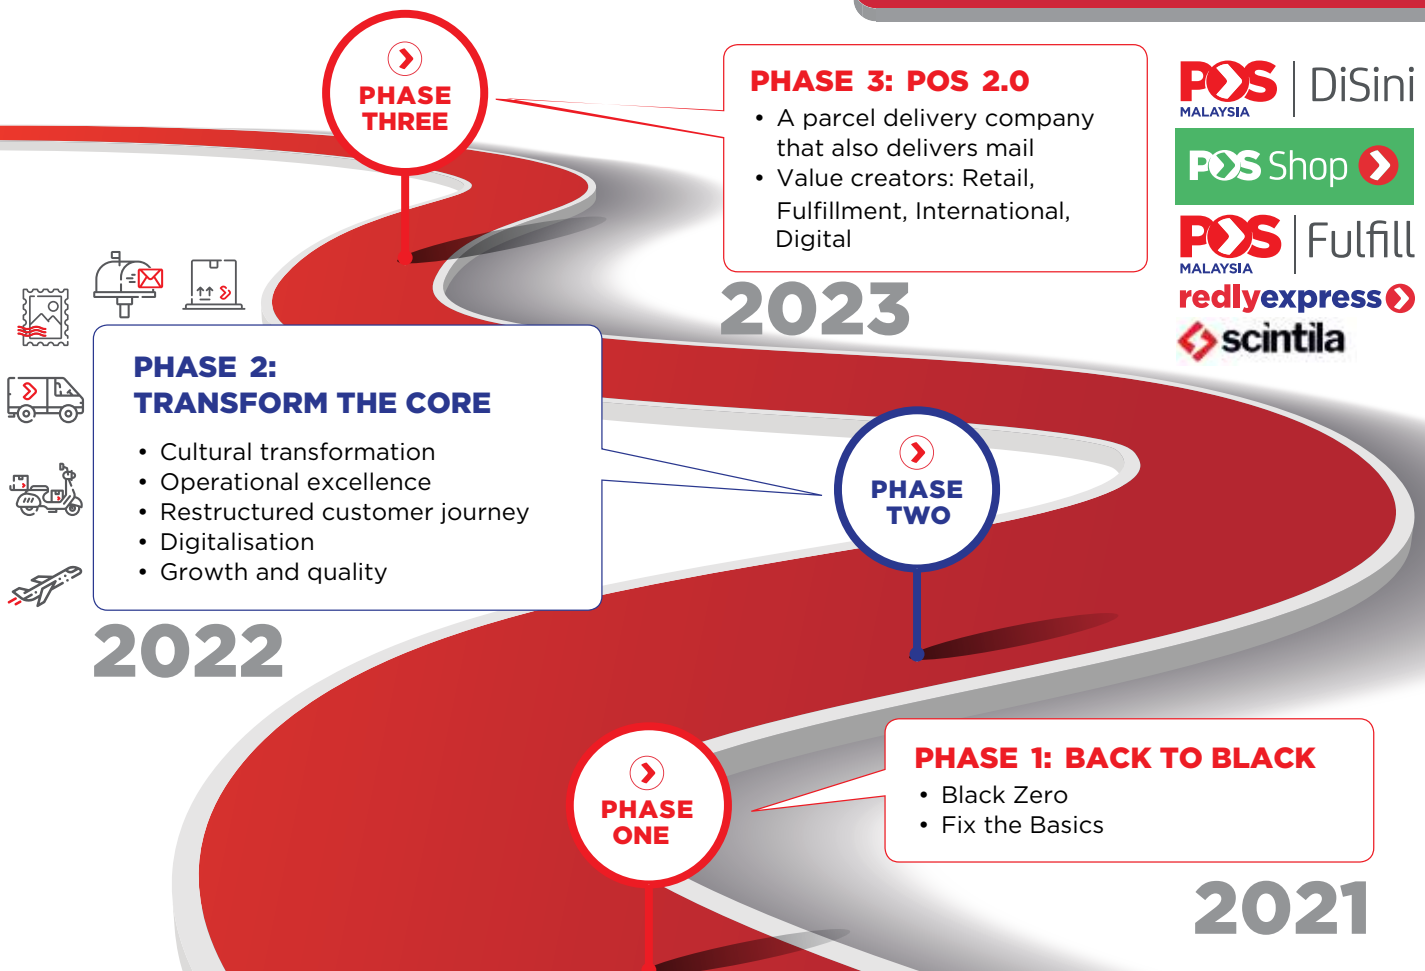 PHASE
THREE
PHASE 3: POS 2.0
• A parcel delivery company
that also delivers mail
• Value creators: Retail,
Fulfillment, International,
Digital
2023
POS
MALAYSIA
DiSini
POS Shop
POS
MALAYSIA
Fulfill
redlyexpress
scintila
PHASE 2:
TRANSFORM THE CORE
• Cultural transformation
• Operational excellence
• Restructured customer journey
• Digitalisation
• Growth and quality
2022
PHASE
TWO
PHASE
ONE
PHASE 1: BACK TO BLACK
• Black Zero
• Fix the Basics
2021